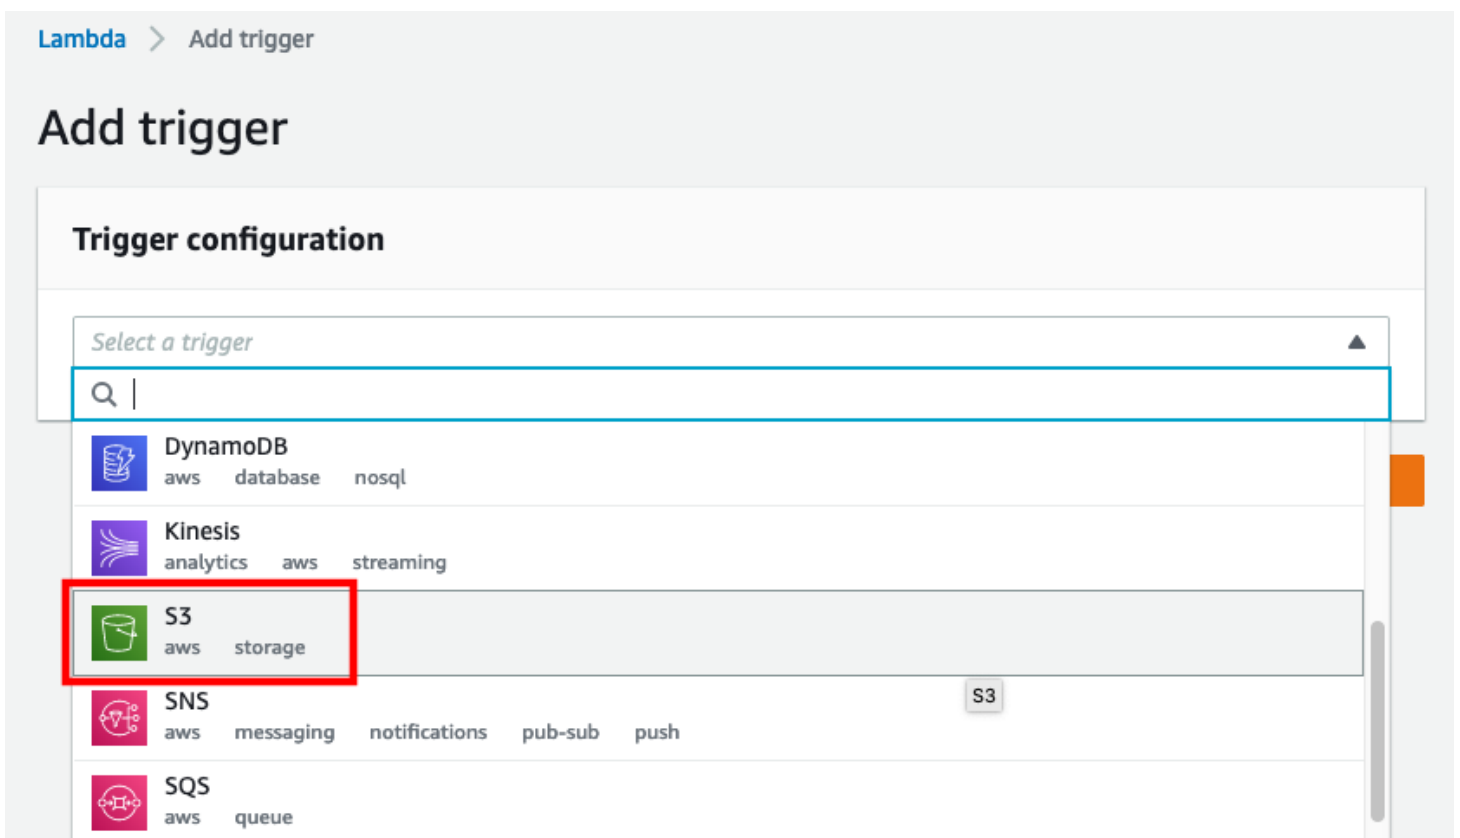 Lambda > Add trigger
Add trigger
Trigger configuration
Select a trigger
DynamoDB
aws database nosql
Kinesis
analytics aws streaming
S3
aws storage
S3
SNS
aws messaging notifications pub-sub push
SQS
aws queue